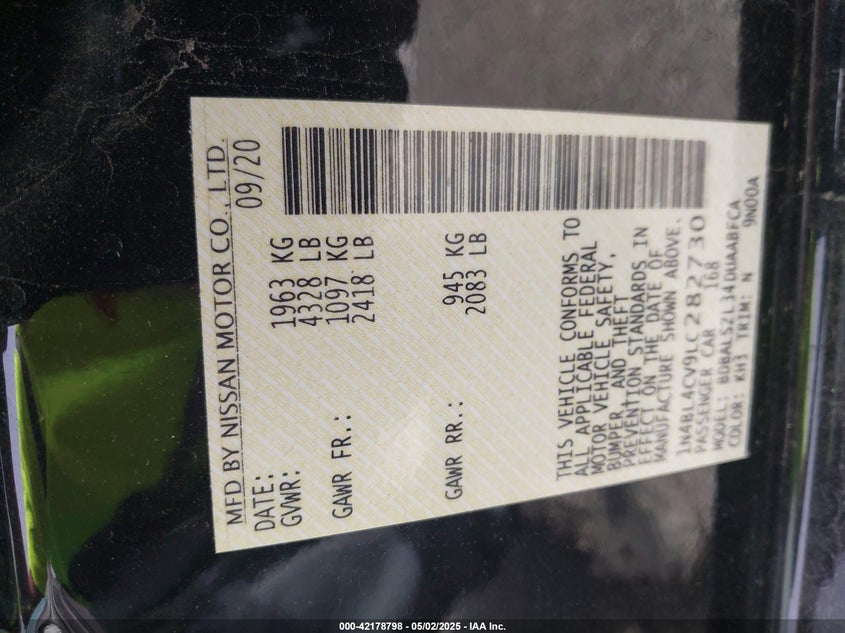 MFD BY NISSAN MOTOR CO., LTD.
DATE: 09/20
GVWR: 1963 KG
4328 LB
GAWR FR.: 1097 KG
2418 LB
GAWR RR.: 945 KG
2083 LB
THIS VEHICLE CONFORMS TO
ALL APPLICABLE FEDERAL
MOTOR VEHICLE SAFETY,
BUMPER, AND THEFT
PREVENTION STANDARDS IN
EFFECT ON THE DATE OF
MANUFACTURE SHOWN ABOVE.
1N4BL4CV9LC282730
PASSENGER CAR 168
MODEL: BDBALS2L34DUAABFCA
COLOR: KH3 TRIM: N 9N00A
000-42178798 - 05/02/2025 - IAA Inc.